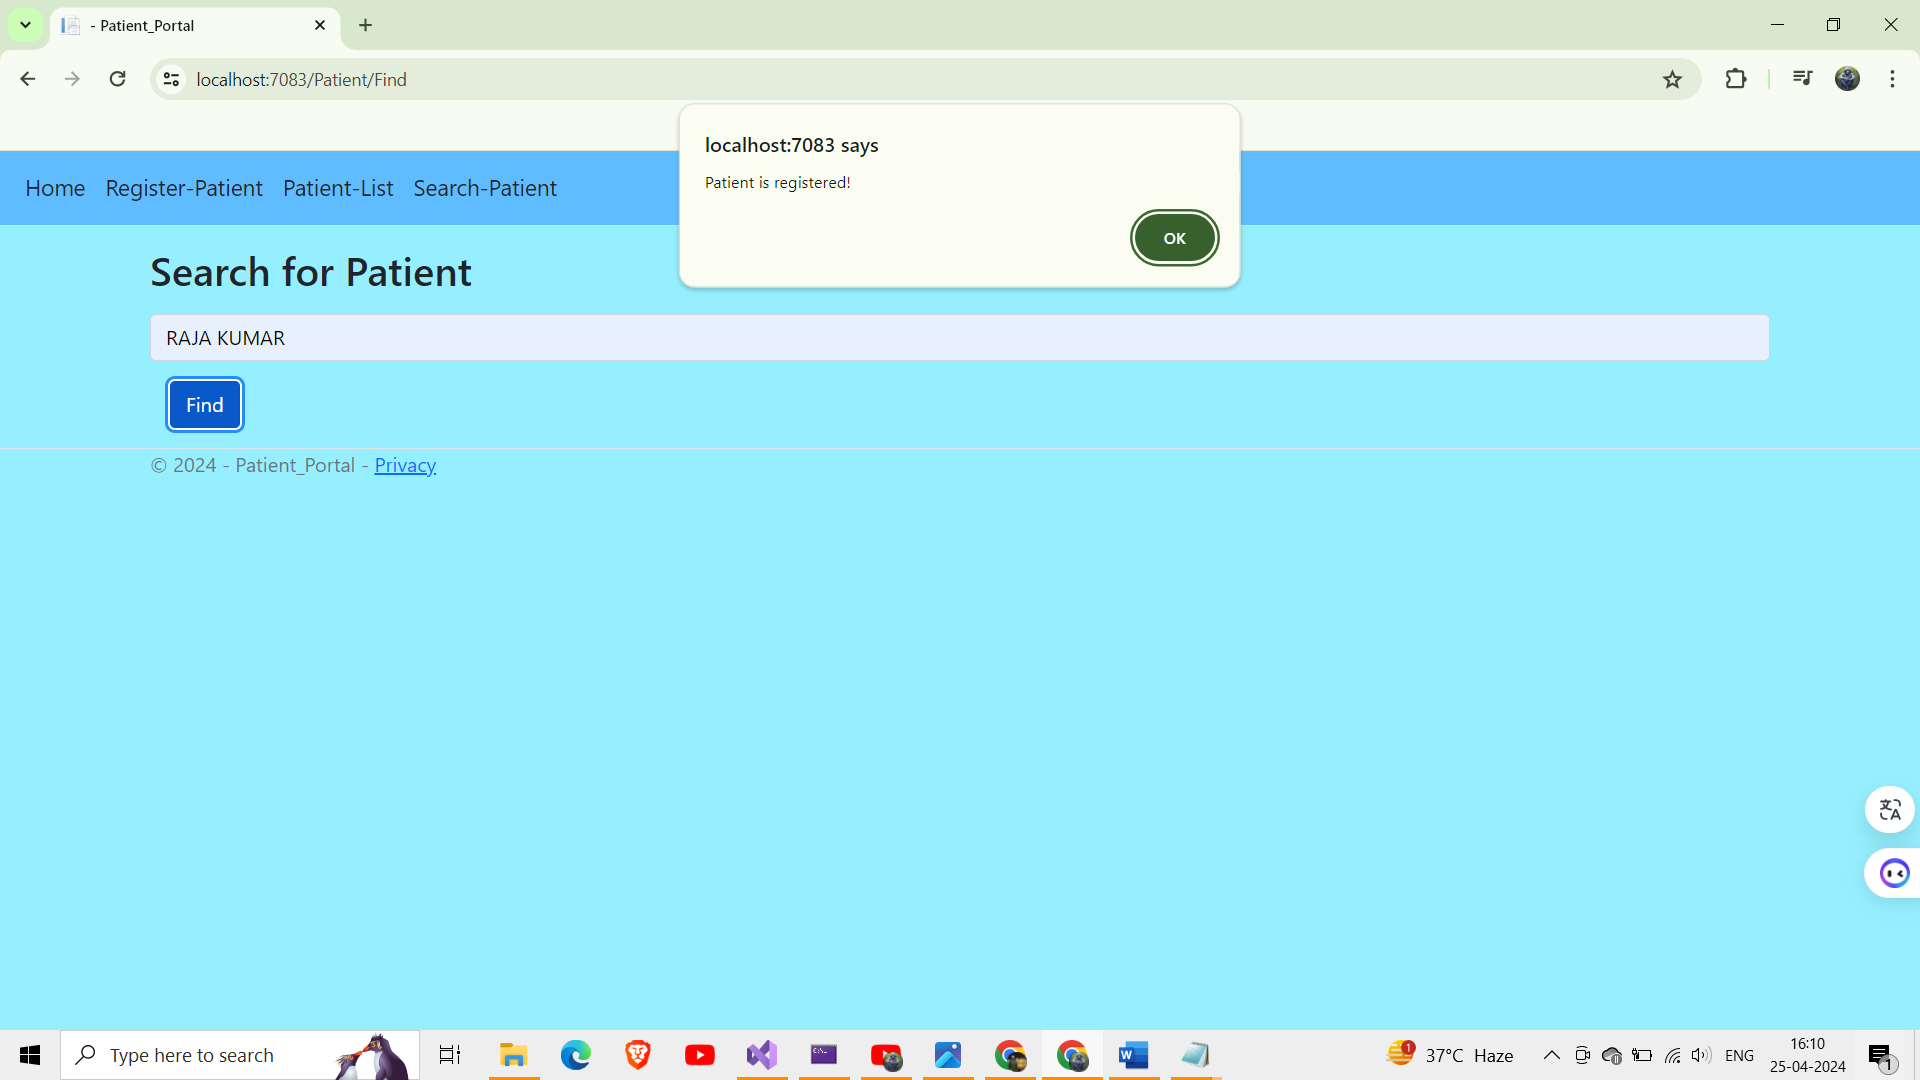 - Patient_Portal
localhost:7083/Patient/Find
localhost:7083 says
Patient is registered!
OK
Home Register-Patient Patient-List Search-Patient
Search for Patient
RAJA KUMAR
Find
© 2024 - Patient_Portal - Privacy
Type here to search
37°C Haze
ENG
16:10
25-04-2024
1
1